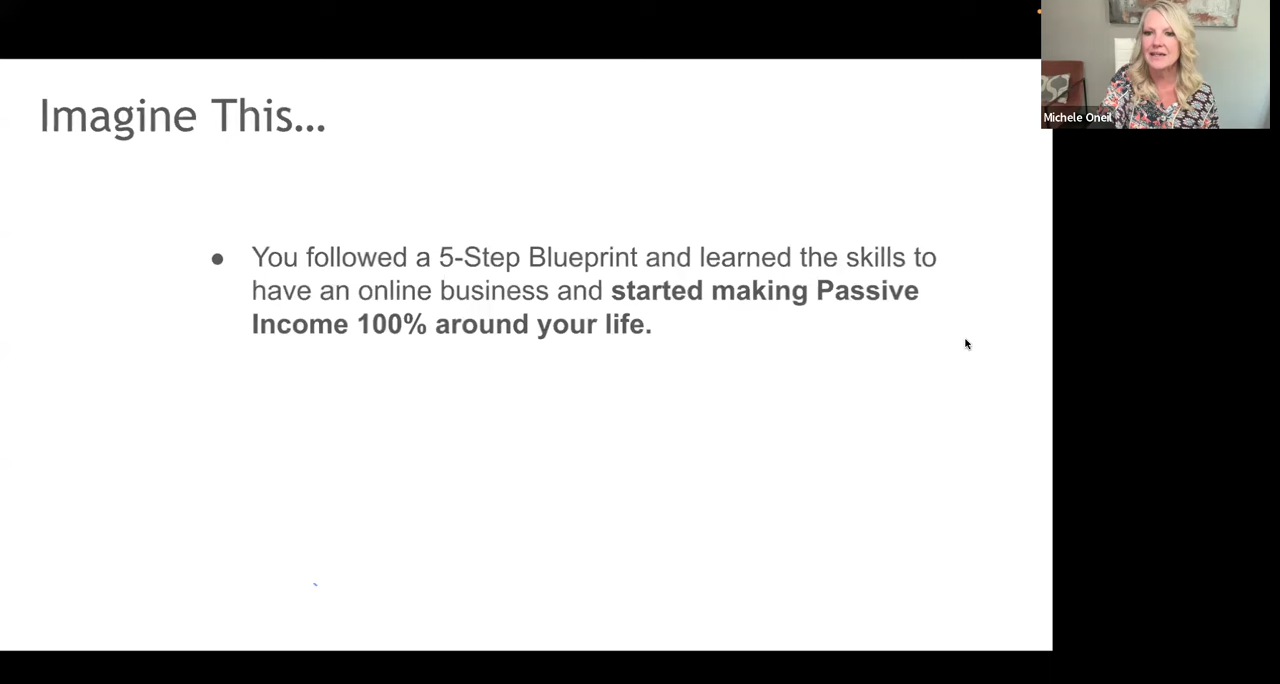 Imagine This...
Michele Oneil
● You followed a 5-Step Blueprint and learned the skills to
have an online business and started making Passive
Income 100% around your life.